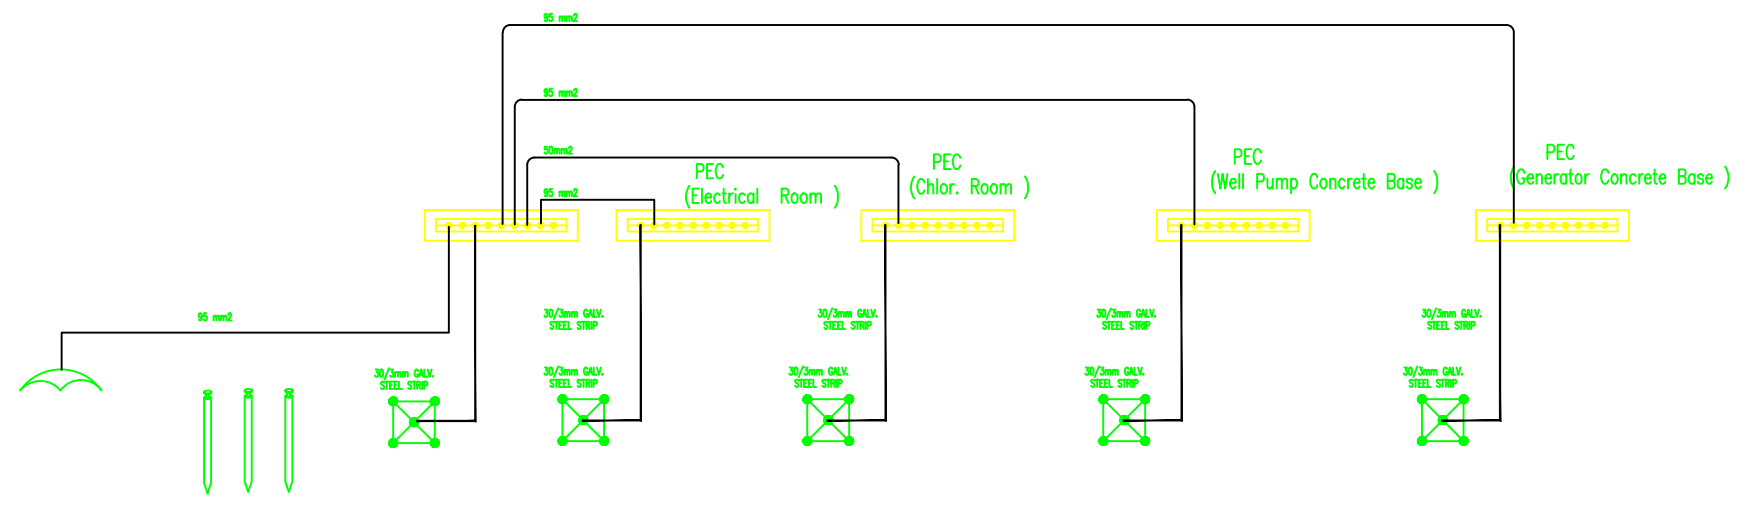 95 mm2
95 mm2
50mm2
95 mm2
PEC
(Electrical Room )
PEC
(Chlor. Room )
PEC
(Well Pump Concrete Base )
PEC
(Generator Concrete Base )
95 mm2
30/3mm GALV.
STEEL STRIP
30/3mm GALV.
STEEL STRIP
30/3mm GALV.
STEEL STRIP
30/3mm GALV.
STEEL STRIP
30/3mm GALV.
STEEL STRIP
30/3mm GALV.
STEEL STRIP
30/3mm GALV.
STEEL STRIP
30/3mm GALV.
STEEL STRIP
30/3mm GALV.
STEEL STRIP